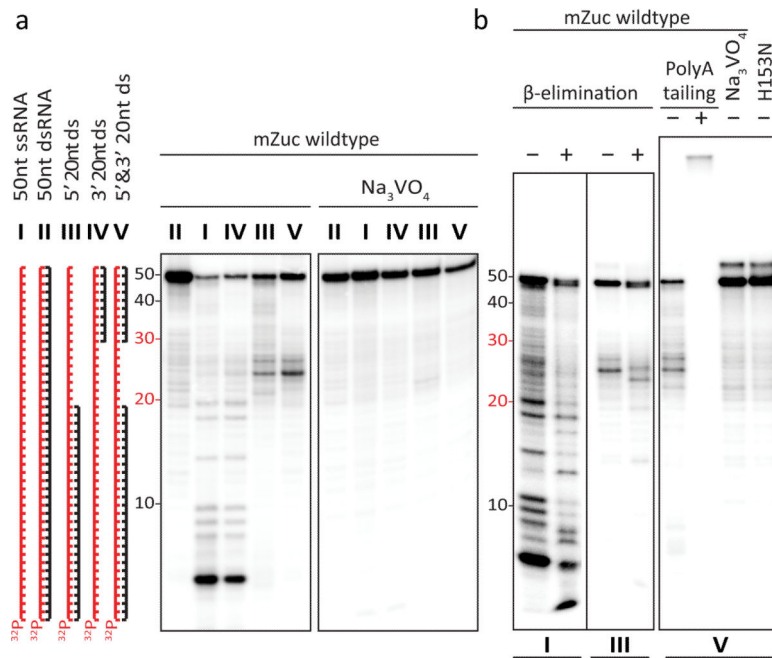 a
50nt ssRNA
50nt dsRNA
5' 20nt ds
3' 20nt ds
5'&3' 20nt ds
I II III IV V
32P 32P 32P 32P 32P
mZuc wildtype
Na3VO4
II I IV III V II I IV III V
50
40
30
20
10
b
mZuc wildtype
β-elimination
PolyA
tailing
Na3VO4
H153N
− + − + − + − −
50
40
30
20
10
I III V